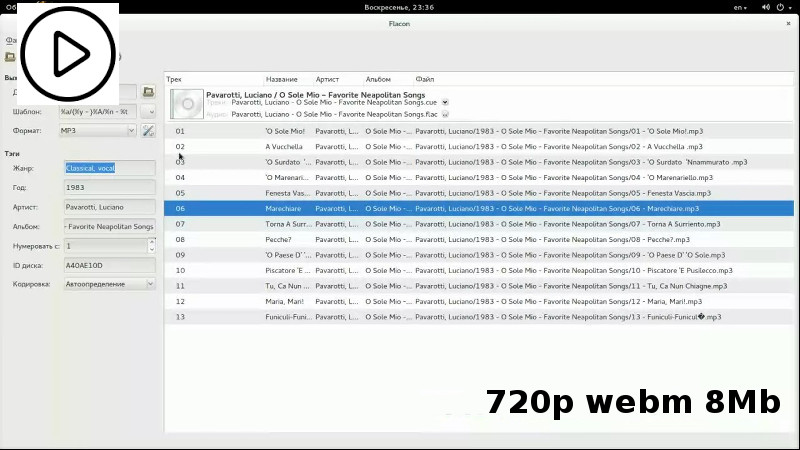 Об
Воскресенье, 23:36
en
Flacon
Трек Название Артист Альбом Файл
Pavarotti, Luciano / O Sole Mio – Favorite Neapolitan Songs
Треки: Pavarotti, Luciano - O Sole Mio - Favorite Neapolitan Songs.cue
Аудио: Pavarotti, Luciano - O Sole Mio - Favorite Neapolitan Songs.flac
Шаблон: %a/{%y - }%A/%n - %t
Формат: MP3
Тэги
Жанр: Classical, vocal
Год: 1983
Артист: Pavarotti, Luciano
Альбом: - Favorite Neapolitan Songs
Нумеровать с: 1
ID диска: A40AE10D
Кодировка: Автоопределение
01 'O Sole Mio! Pavarotti, L... O Sole Mio -... Pavarotti, Luciano/1983 - O Sole Mio - Favorite Neapolitan Songs/01 - 'O Sole Mio!.mp3
02 A Vucchella Pavarotti, L... O Sole Mio -... Pavarotti, Luciano/1983 - O Sole Mio - Favorite Neapolitan Songs/02 - A Vucchella .mp3
03 'O Surdato '... Pavarotti, L... O Sole Mio -... Pavarotti, Luciano/1983 - O Sole Mio - Favorite Neapolitan Songs/03 - 'O Surdato 'Nnammurato .mp3
04 'O Marenari... Pavarotti, L... O Sole Mio -... Pavarotti, Luciano/1983 - O Sole Mio - Favorite Neapolitan Songs/04 - 'O Marenariello.mp3
05 Fenesta Vas... Pavarotti, L... O Sole Mio -... Pavarotti, Luciano/1983 - O Sole Mio - Favorite Neapolitan Songs/05 - Fenesta Vascia.mp3
06 Marechiare Pavarotti, L... O Sole Mio -... Pavarotti, Luciano/1983 - O Sole Mio - Favorite Neapolitan Songs/06 - Marechiare.mp3
07 Torna A Surr... Pavarotti, L... O Sole Mio -... Pavarotti, Luciano/1983 - O Sole Mio - Favorite Neapolitan Songs/07 - Torna A Surriento.mp3
08 Pecche? Pavarotti, L... O Sole Mio -... Pavarotti, Luciano/1983 - O Sole Mio - Favorite Neapolitan Songs/08 - Pecche?.mp3
09 'O Paese D' '... Pavarotti, L... O Sole Mio -... Pavarotti, Luciano/1983 - O Sole Mio - Favorite Neapolitan Songs/09 - 'O Paese D' 'O Sole.mp3
10 Piscatore 'E ... Pavarotti, L... O Sole Mio -... Pavarotti, Luciano/1983 - O Sole Mio - Favorite Neapolitan Songs/10 - Piscatore 'E Pusilecco.mp3
11 Tu, Ca Nun ... Pavarotti, L... O Sole Mio -... Pavarotti, Luciano/1983 - O Sole Mio - Favorite Neapolitan Songs/11 - Tu, Ca Nun Chiagne.mp3
12 Maria, Mari! Pavarotti, L... O Sole Mio -... Pavarotti, Luciano/1983 - O Sole Mio - Favorite Neapolitan Songs/12 - Maria, Mari!.mp3
13 Funiculi-Funi... Pavarotti, L... O Sole Mio -... Pavarotti, Luciano/1983 - O Sole Mio - Favorite Neapolitan Songs/13 - Funiculi-Funicul�.mp3
720p webm 8Mb